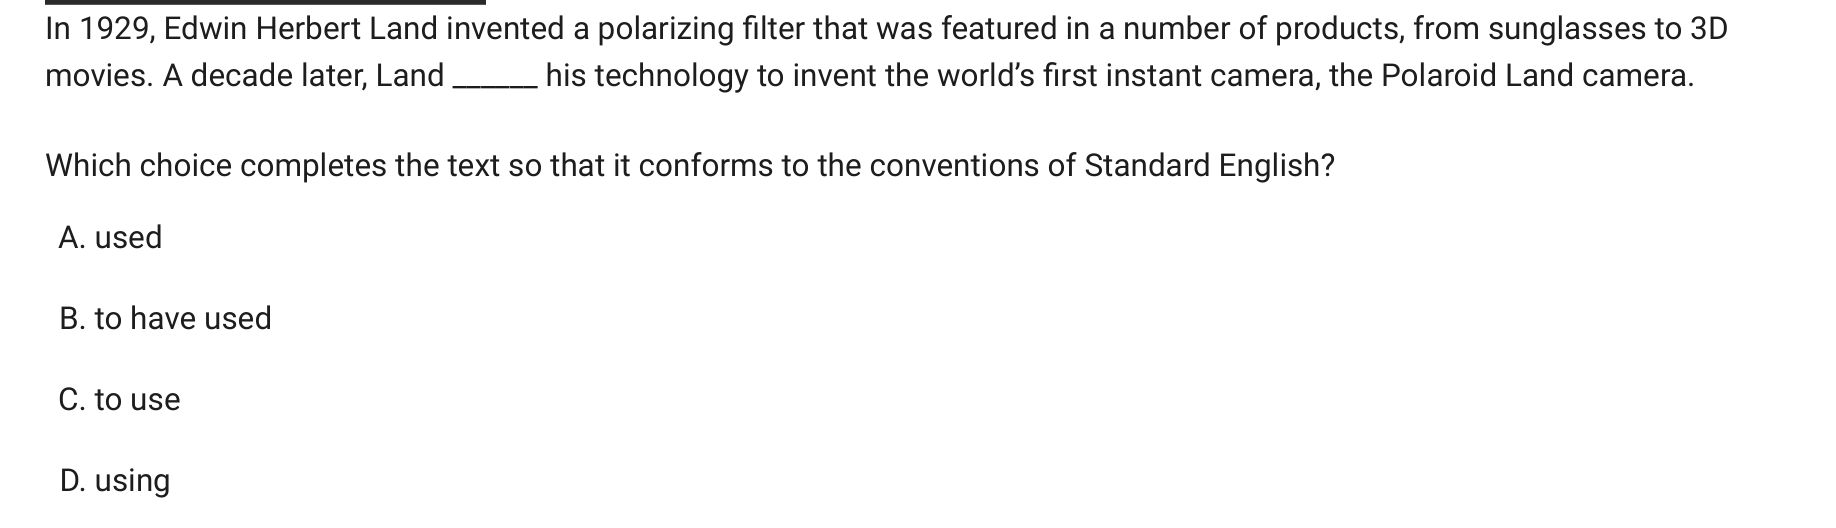 In 1929, Edwin Herbert Land invented a polarizing filter that was featured in a number of products, from sunglasses to 3D
movies. A decade later, Land ______ his technology to invent the world’s first instant camera, the Polaroid Land camera.
Which choice completes the text so that it conforms to the conventions of Standard English?
A. used
B. to have used
C. to use
D. using